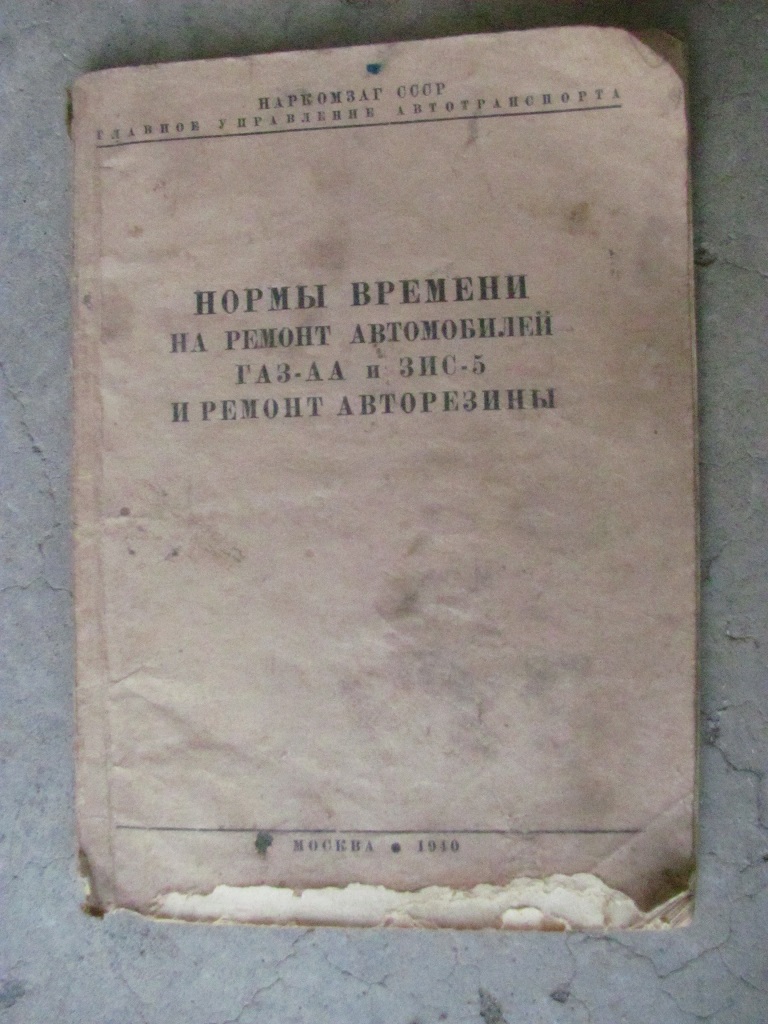 НАРКОМЗАГ СССР
ГЛАВНОЕ УПРАВЛЕНИЕ АВТОТРАНСПОРТА
НОРМЫ ВРЕМЕНИ
НА РЕМОНТ АВТОМОБИЛЕЙ
ГАЗ-АА и ЗИС-5
И РЕМОНТ АВТОРЕЗИНЫ
МОСКВА • 1940